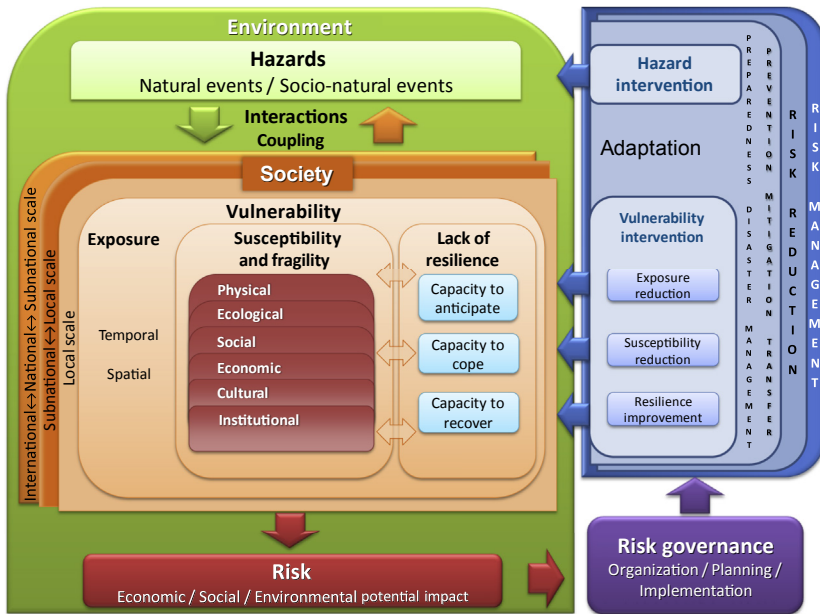 Environment
Hazards
Natural events / Socio-natural events
Interactions
Coupling
Society
International↔National↔Subnational scale
Subnational↔Local scale
Local scale
Vulnerability
Exposure
Temporal
Spatial
Susceptibility
and fragility
Physical
Ecological
Social
Economic
Cultural
Institutional
Lack of
resilience
Capacity to
anticipate
Capacity to
cope
Capacity to
recover
Risk
Economic / Social / Environmental potential impact
Hazard
intervention
Adaptation
Vulnerability
intervention
Exposure
reduction
Susceptibility
reduction
Resilience
improvement
PREPAREDNESS DISASTER MANAGEMENT
PREVENTION MITIGATION TRANSFER
RISK REDUCTION
RISK MANAGEMENT
Risk governance
Organization / Planning /
Implementation